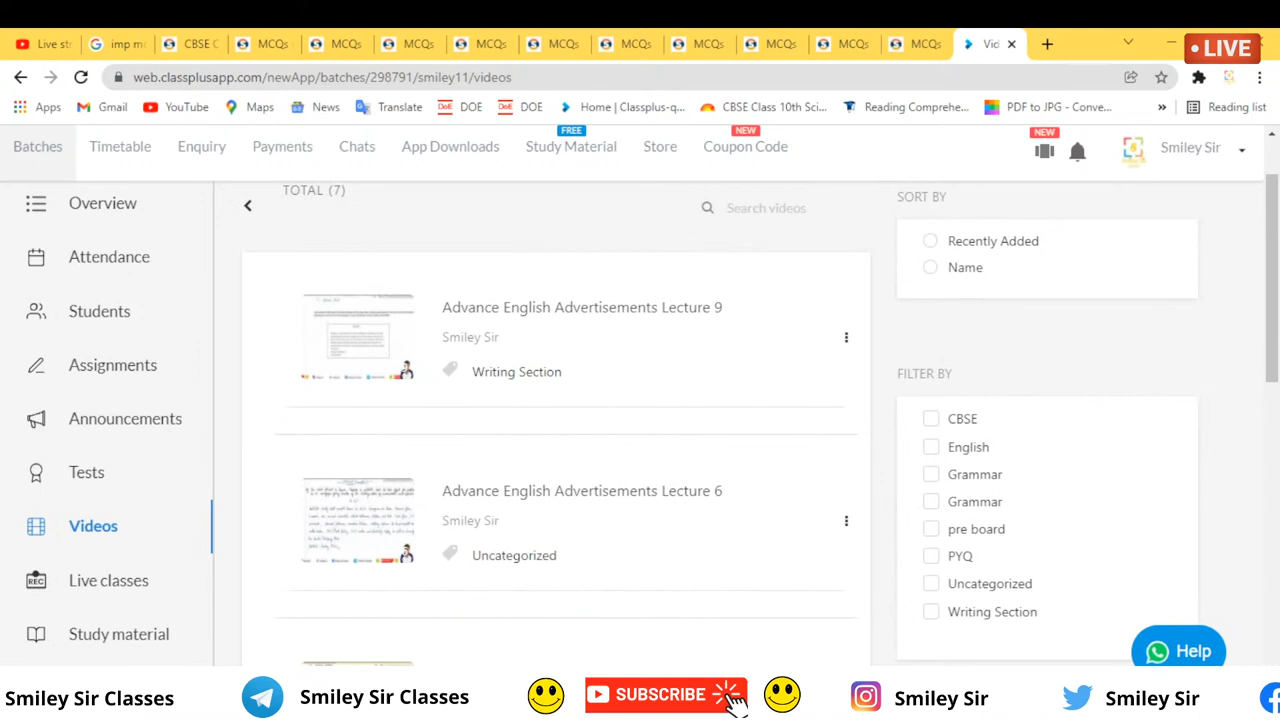 Live st
imp m
CBSE C
MCQs
MCQs
MCQs
MCQs
MCQs
MCQs
MCQs
MCQs
MCQs
MCQs
Vid
LIVE
web.classplusapp.com/newApp/batches/298791/smiley11/videos
Apps
Gmail
YouTube
Maps
News
Translate
DoE
DOE
DoE
DOE
Home | Classplus-q...
CBSE Class 10th Sci...
Reading Comprehe...
PDF to JPG - Conve...
Reading list
Batches
Timetable
Enquiry
Payments
Chats
App Downloads
FREE
Study Material
Store
NEW
Coupon Code
NEW
Smiley Sir
Overview
Attendance
Students
Assignments
Announcements
Tests
Videos
REC
Live classes
Study material
TOTAL (7)
Search videos
Advance English Advertisements Lecture 9
Smiley Sir
Writing Section
Advance English Advertisements Lecture 6
Smiley Sir
Uncategorized
SORT BY
Recently Added
Name
FILTER BY
CBSE
English
Grammar
Grammar
pre board
PYQ
Uncategorized
Writing Section
Help
Smiley Sir Classes
Smiley Sir Classes
SUBSCRIBE
Smiley Sir
Smiley Sir